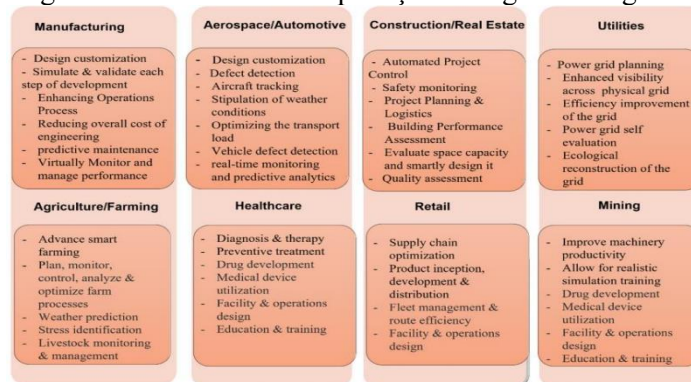 Manufacturing
- Design customization
- Simulate & validate each
step of development
- Enhancing Operations
Process
- Reducing overall cost of
engineering
- predictive maintenance
- Virtually Monitor and
manage performance
Aerospace/Automotive
- Design customization
- Defect detection
- Aircraft tracking
- Stipulation of weather
conditions
- Optimizing the transport
load
- Vehicle defect detection
- real-time monitoring
and predictive analytics
Construction/Real Estate
- Automated Project
Control
- Safety monitoring
- Project Planning &
Logistics
- Building Performance
Assessment
- Evaluate space capacity
and smartly design it
- Quality assessment
Utilities
- Power grid planning
- Enhanced visibility
across physical grid
- Efficiency improvement
of the grid
- Power grid self
evaluation
- Ecological
reconstruction of the
grid
Agriculture/Farming
- Advance smart
farming
- Plan, monitor,
control, analyze &
optimize farm
processes
- Weather prediction
- Stress identification
- Livestock monitoring
& management
Healthcare
- Diagnosis & therapy
- Preventive treatment
- Drug development
- Medical device
utilization
- Facility & operations
design
- Education & training
Retail
- Supply chain
optimization
- Product inception,
development &
distribution
- Fleet management &
route efficiency
- Facility & operations
design
Mining
- Improve machinery
productivity
- Allow for realistic
simulation training
- Drug development
- Medical device
utilization
- Facility & operations
design
- Education & training